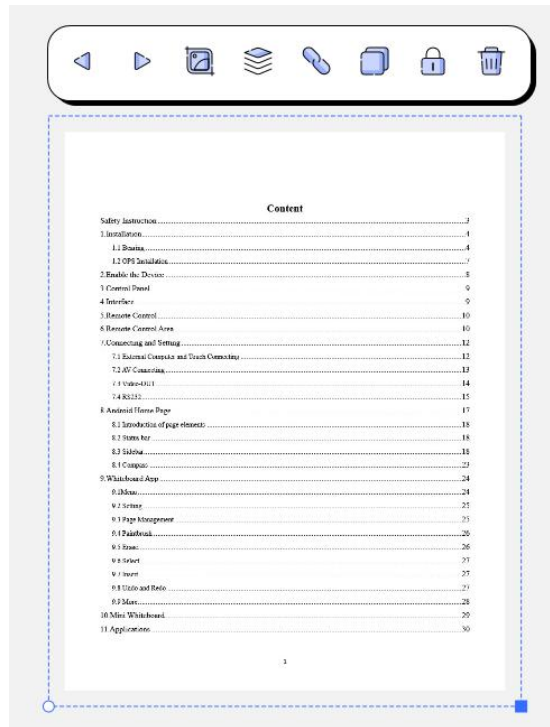 Content
Safety Instruction 3
1.Installation 4
1.1 4
1.2 OPS Installation 7
2.Enable the Device 8
3 Control Panel 9
4 Interface 9
5.Remote Control 10
6.Remote Control Area 10
7.Connecting and Setting 12
7.1 External Computer and Touch Connecting 12
7.2 AV Connecting 13
7.3 Video-OUT 14
7.4 RS232 15
8 Android Home Page 17
8.1 Introduction of page elements 18
8.2 Status bar 18
8.3 Sidebar 18
8.4 Compass 23
9.Whiteboard App 24
9.1Menu 24
9.2 Setting 25
9.3 Page Management 25
9.4 Paintbrush 26
9.5 Eraser 26
9.6 Select 27
9.7 Insert 27
9.8 Undo and Redo 27
9.9 More 28
10 Mini Whiteboard 29
11 Applications 30
1